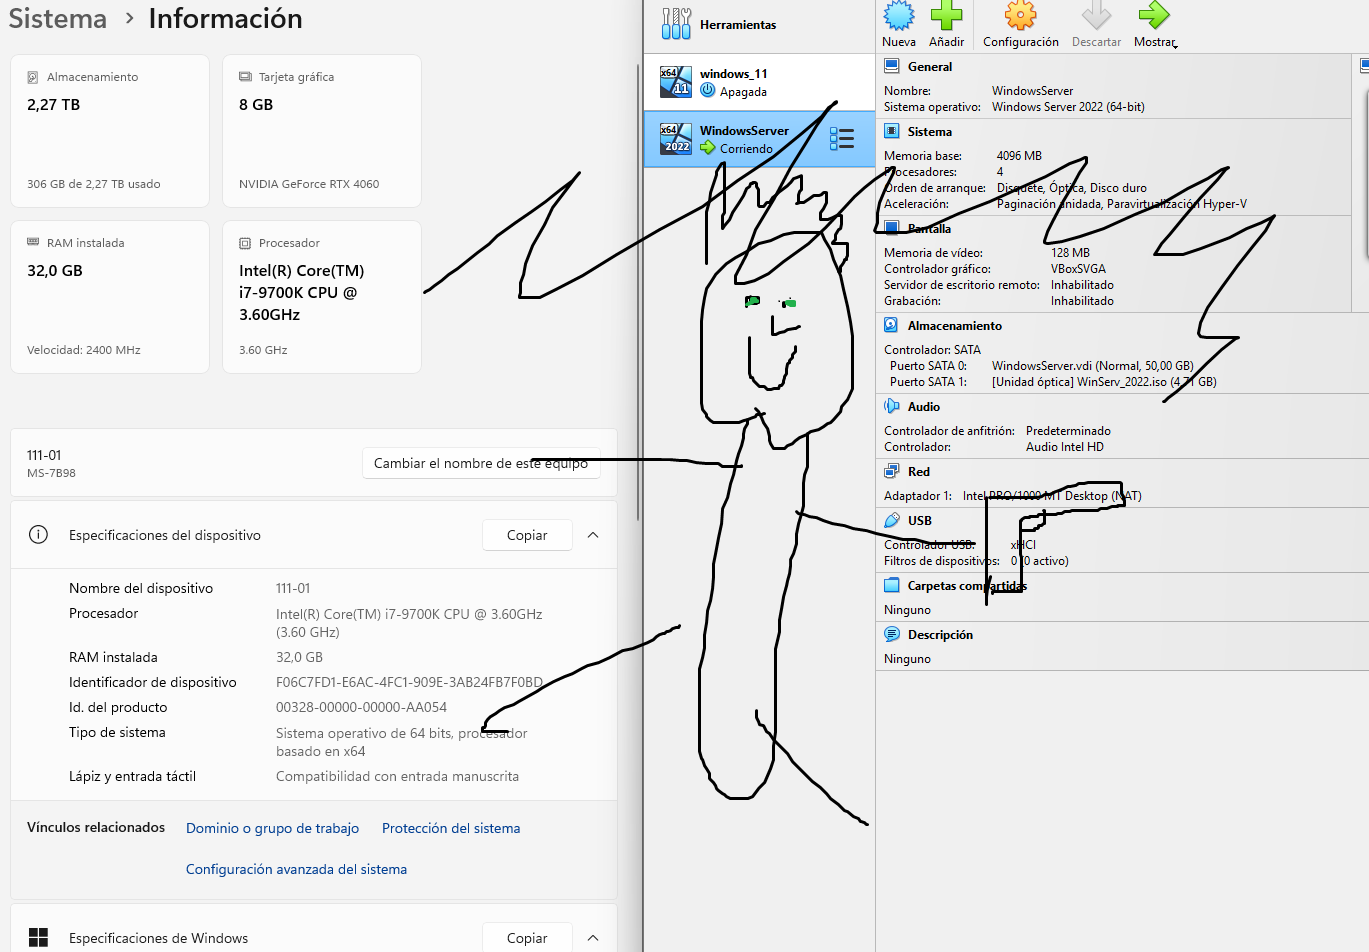 Sistema > Información
Almacenamiento
2,27 TB
306 GB de 2,27 TB usado
Tarjeta gráfica
8 GB
NVIDIA GeForce RTX 4060
RAM instalada
32,0 GB
Velocidad: 2400 MHz
Procesador
Intel(R) Core(TM)
i7-9700K CPU @
3.60GHz
3.60 GHz
111-01
MS-7B98
Cambiar el nombre de este equipo
Especificaciones del dispositivo
Copiar
Nombre del dispositivo 111-01
Procesador Intel(R) Core(TM) i7-9700K CPU @ 3.60GHz
(3.60 GHz)
RAM instalada 32,0 GB
Identificador de dispositivo F06C7FD1-E6AC-4FC1-909E-3AB24FB7F0BD
Id. del producto 00328-00000-00000-AA054
Tipo de sistema Sistema operativo de 64 bits, procesador
basado en x64
Lápiz y entrada táctil Compatibilidad con entrada manuscrita
Vínculos relacionados Dominio o grupo de trabajo Protección del sistema
Configuración avanzada del sistema
Especificaciones de Windows
Copiar
Herramientas
x64
11
windows_11
Apagada
x64
2022
WindowsServer
Corriendo
Nueva Añadir Configuración Descartar Mostrar
General
Nombre: WindowsServer
Sistema operativo: Windows Server 2022 (64-bit)
Sistema
Memoria base: 4096 MB
Procesadores: 4
Orden de arranque: Disquete, Óptica, Disco duro
Aceleración: Paginación anidada, Paravirtualización Hyper-V
Pantalla
Memoria de vídeo: 128 MB
Controlador gráfico: VBoxSVGA
Servidor de escritorio remoto: Inhabilitado
Grabación: Inhabilitado
Almacenamiento
Controlador: SATA
Puerto SATA 0: WindowsServer.vdi (Normal, 50,00 GB)
Puerto SATA 1: [Unidad óptica] WinServ_2022.iso (4,71 GB)
Audio
Controlador de anfitrión: Predeterminado
Controlador: Audio Intel HD
Red
Adaptador 1: Intel PRO/1000 MT Desktop (NAT)
USB
Controlador USB: xHCI
Filtros de dispositivos: 0 (0 activo)
Carpetas compartidas
Ninguno
Descripción
Ninguno